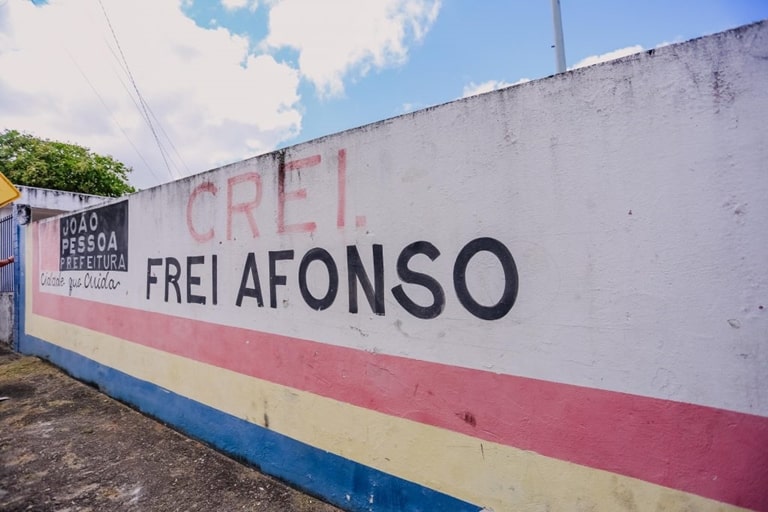 JOÃO
PESSOA
PREFEITURA
Cidade que Cuida
CREI.
FREI AFONSO